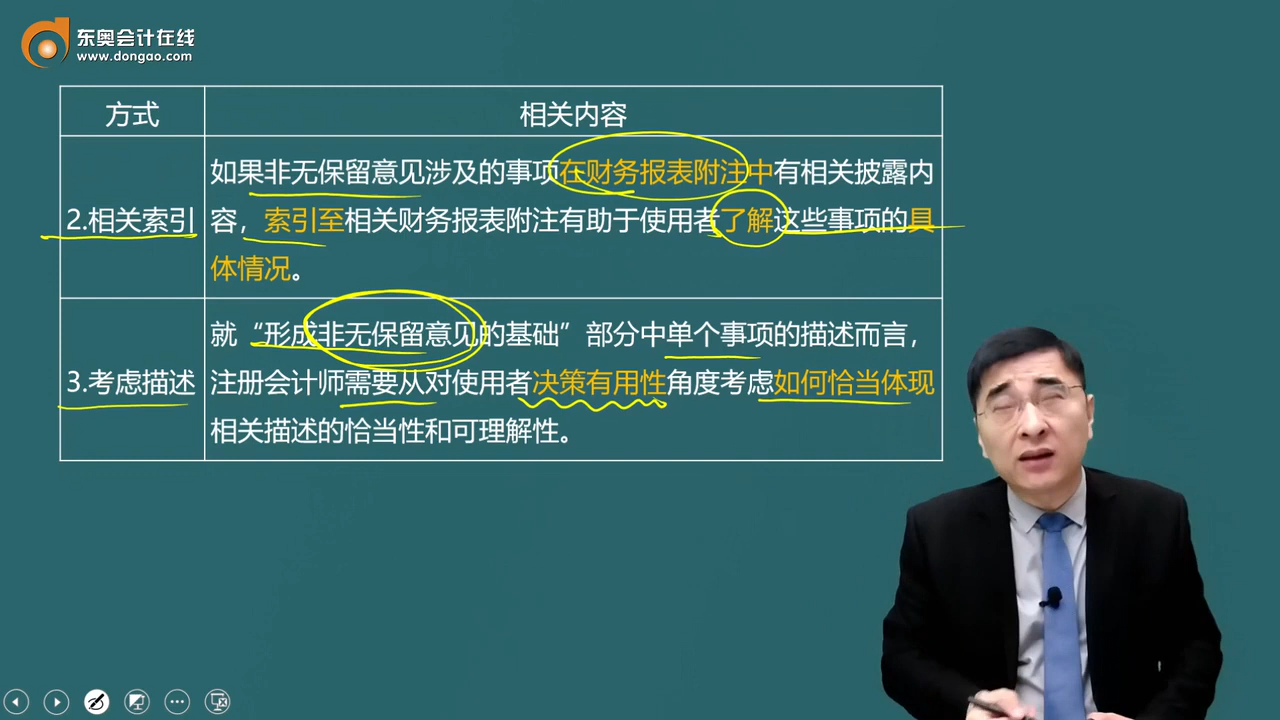 东奥会计在线
www.dongao.com
方式
相关内容
2.相关索引
如果非无保留意见涉及的事项在财务报表附注中有相关披露内
容，索引至相关财务报表附注有助于使用者了解这些事项的具
体情况。
3.考虑描述
就“形成非无保留意见的基础”部分中单个事项的描述而言，
注册会计师需要从对使用者决策有用性角度考虑如何恰当体现
相关描述的恰当性和可理解性。